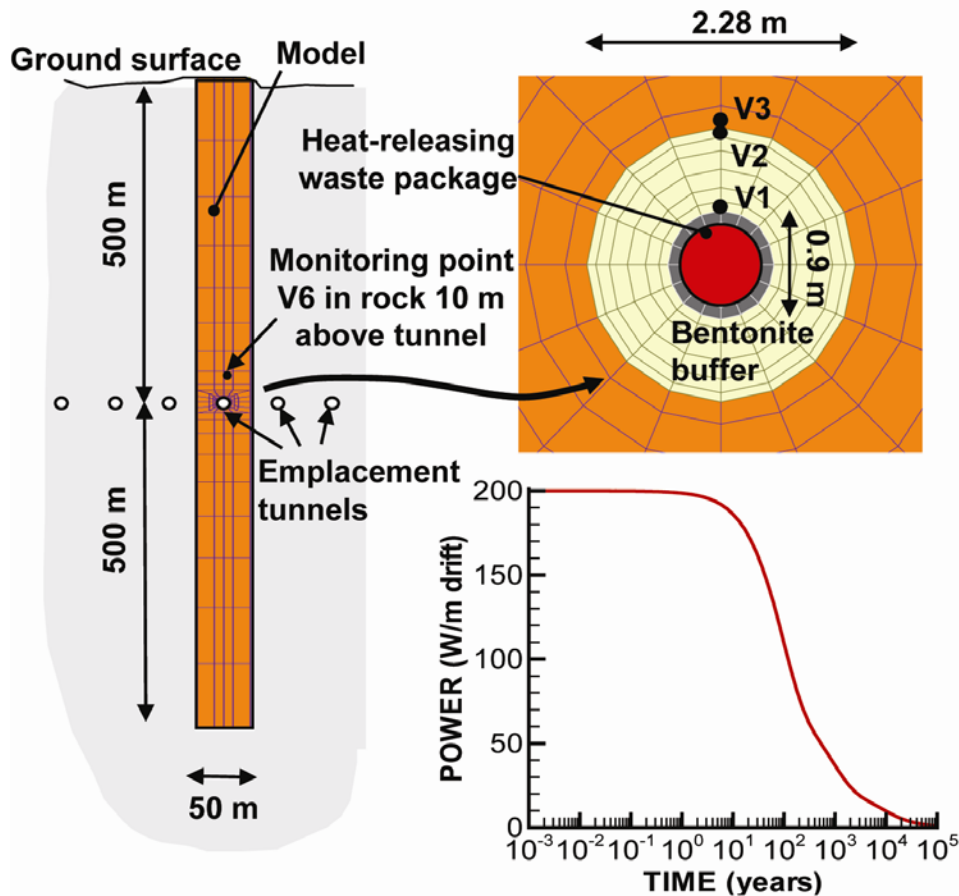 Ground surface
Model
500 m
Monitoring point
V6 in rock 10 m
above tunnel
Emplacement
tunnels
500 m
50 m
2.28 m
Heat-releasing
waste package
V3
V2
V1
0.9 m
Bentonite
buffer
POWER (W/m drift)
200
150
100
50
0
10⁻³ 10⁻² 10⁻¹ 10⁰ 10¹ 10² 10³ 10⁴ 10⁵
TIME (years)